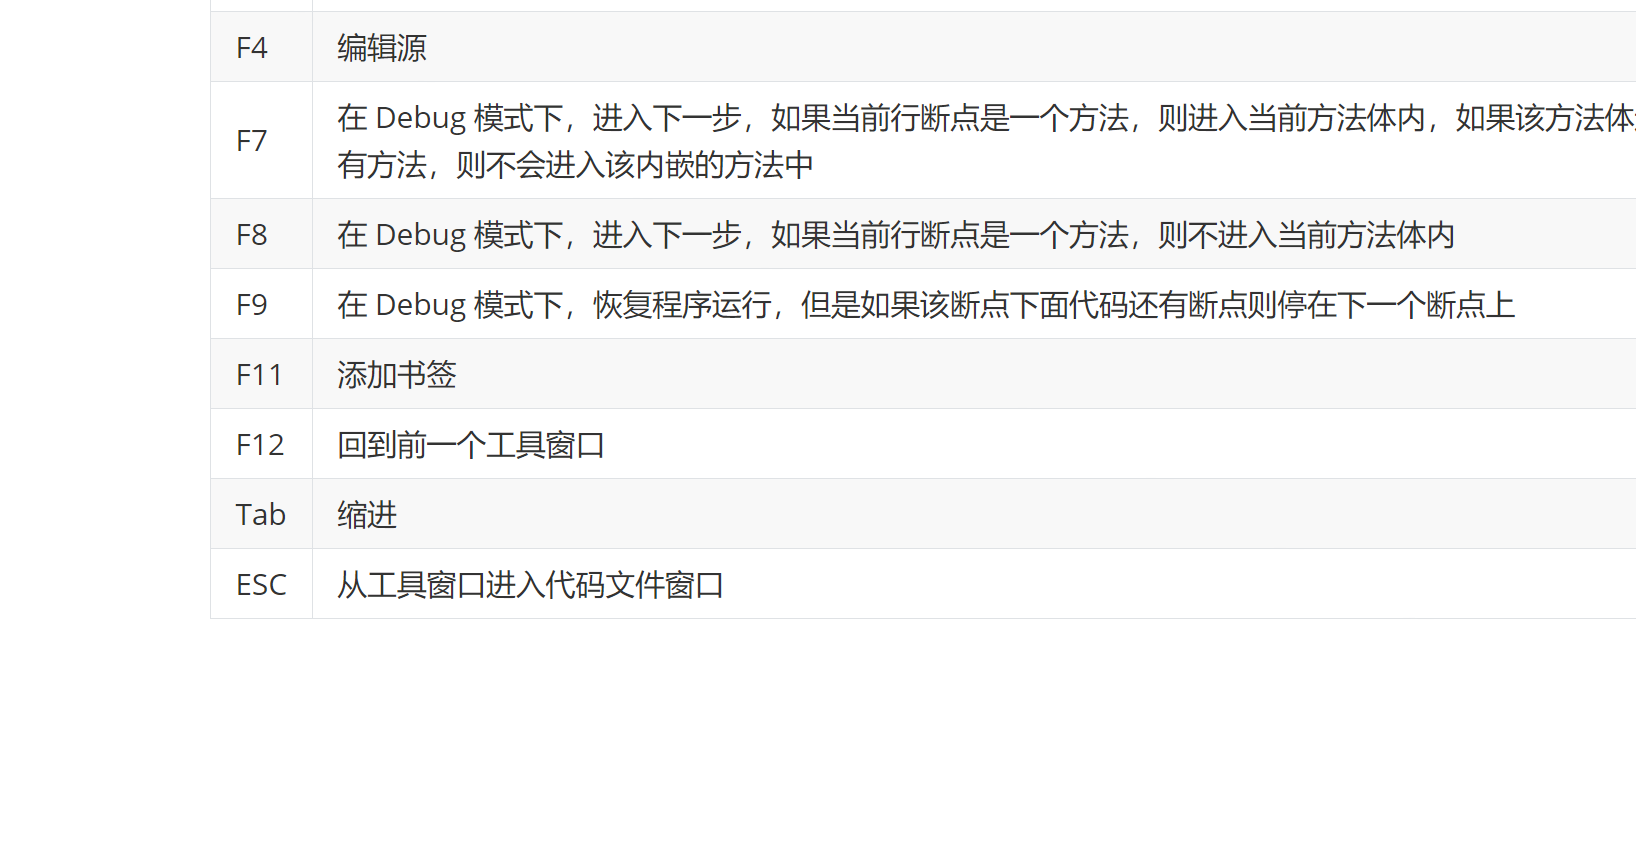 F4 编辑源
F7 在 Debug 模式下，进入下一步，如果当前行断点是一个方法，则进入当前方法体内，如果该方法体
有方法，则不会进入该内嵌的方法中
F8 在 Debug 模式下，进入下一步，如果当前行断点是一个方法，则不进入当前方法体内
F9 在 Debug 模式下，恢复程序运行，但是如果该断点下面代码还有断点则停在下一个断点上
F11 添加书签
F12 回到前一个工具窗口
Tab 缩进
ESC 从工具窗口进入代码文件窗口